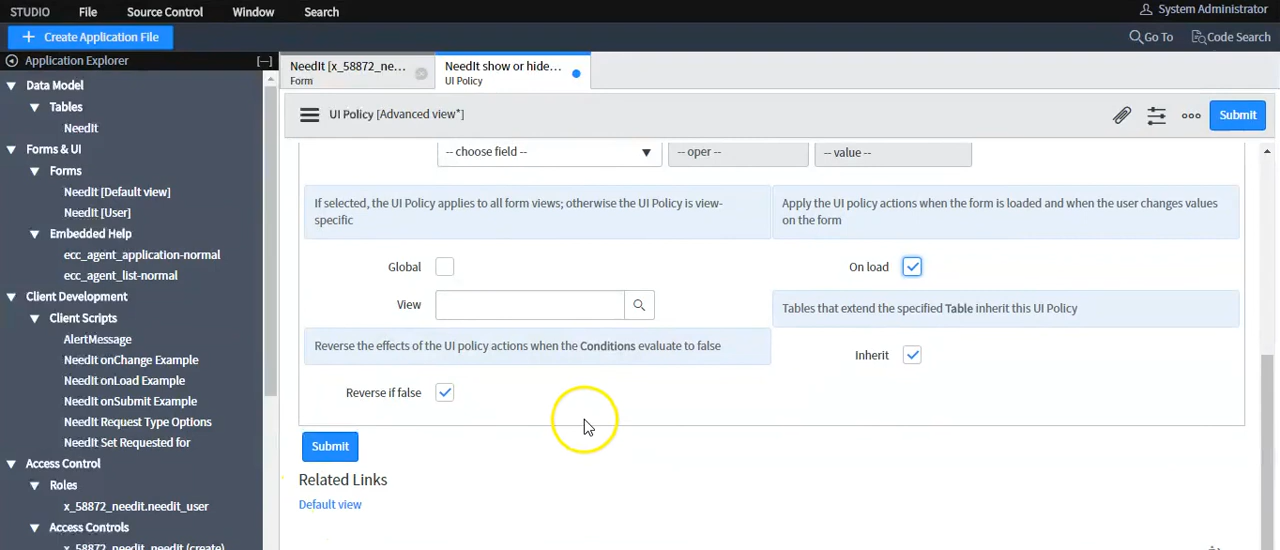 STUDIO File Source Control Window Search System Administrator
+ Create Application File Go To Code Search
Application Explorer [—]
NeedIt [x_58872_ne...
Form
NeedIt show or hide...
UI Policy
Data Model
Tables
NeedIt
Forms & UI
Forms
NeedIt [Default view]
NeedIt [User]
Embedded Help
ecc_agent_application-normal
ecc_agent_list-normal
Client Development
Client Scripts
AlertMessage
NeedIt onChange Example
NeedIt onLoad Example
NeedIt onSubmit Example
NeedIt Request Type Options
NeedIt Set Requested for
Access Control
Roles
x_58872_needit.needit_user
Access Controls
x_58872_needit_needit (create)
UI Policy [Advanced view*] Submit
-- choose field -- -- oper -- -- value --
If selected, the UI Policy applies to all form views; otherwise the UI Policy is view-
specific
Apply the UI policy actions when the form is loaded and when the user changes values
on the form
Global
On load
View
Tables that extend the specified Table inherit this UI Policy
Reverse the effects of the UI policy actions when the Conditions evaluate to false
Inherit
Reverse if false
Submit
Related Links
Default view